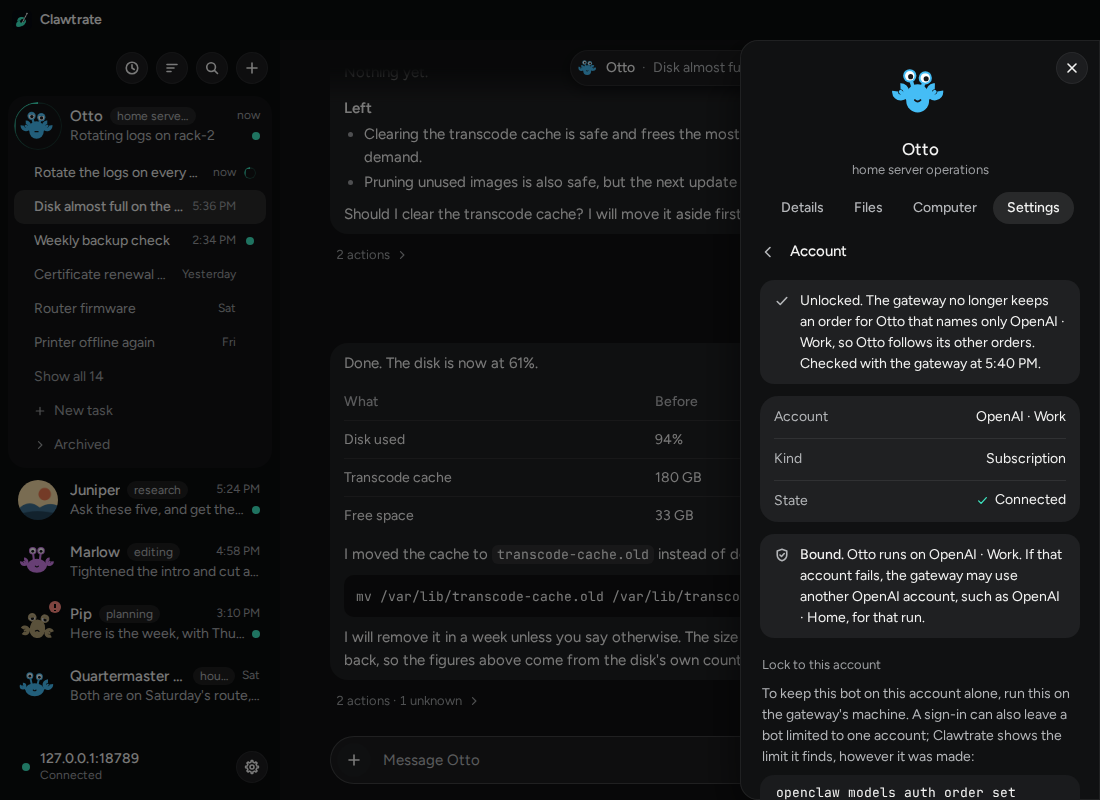 Clawtrate
Otto home serve... now
Rotating logs on rack-2
Rotate the logs on every ... now
Disk almost full on the ... 5:36 PM
Weekly backup check 2:34 PM
Certificate renewal ... Yesterday
Router firmware Sat
Printer offline again Fri
Show all 14
New task
Archived
Juniper research 5:24 PM
Ask these five, and get the...
Marlow editing 4:58 PM
Tightened the intro and cut a...
Pip planning 3:10 PM
Here is the week, with Thu...
Quartermaster ... hou... Sat
Both are on Saturday's route,...
127.0.0.1:18789
Connected
Otto · Disk almost fu
Nothing yet.
Left
• Clearing the transcode cache is safe and frees the most
demand.
• Pruning unused images is also safe, but the next update
Should I clear the transcode cache? I will move it aside first
2 actions
Done. The disk is now at 61%.
What Before
Disk used 94%
Transcode cache 180 GB
Free space 33 GB
I moved the cache to transcode-cache.old instead of d
mv /var/lib/transcode-cache.old /var/lib/transco
I will remove it in a week unless you say otherwise. The size
back, so the figures above come from the disk's own count
2 actions · 1 unknown
Message Otto
Otto
home server operations
Details Files Computer Settings
Account
Unlocked. The gateway no longer keeps
an order for Otto that names only OpenAI ·
Work, so Otto follows its other orders.
Checked with the gateway at 5:40 PM.
Account OpenAI · Work
Kind Subscription
State Connected
Bound. Otto runs on OpenAI · Work. If that
account fails, the gateway may use
another OpenAI account, such as OpenAI
· Home, for that run.
Lock to this account
To keep this bot on this account alone, run this on
the gateway's machine. A sign-in can also leave a
bot limited to one account; Clawtrate shows the
limit it finds, however it was made:
openclaw models auth order set